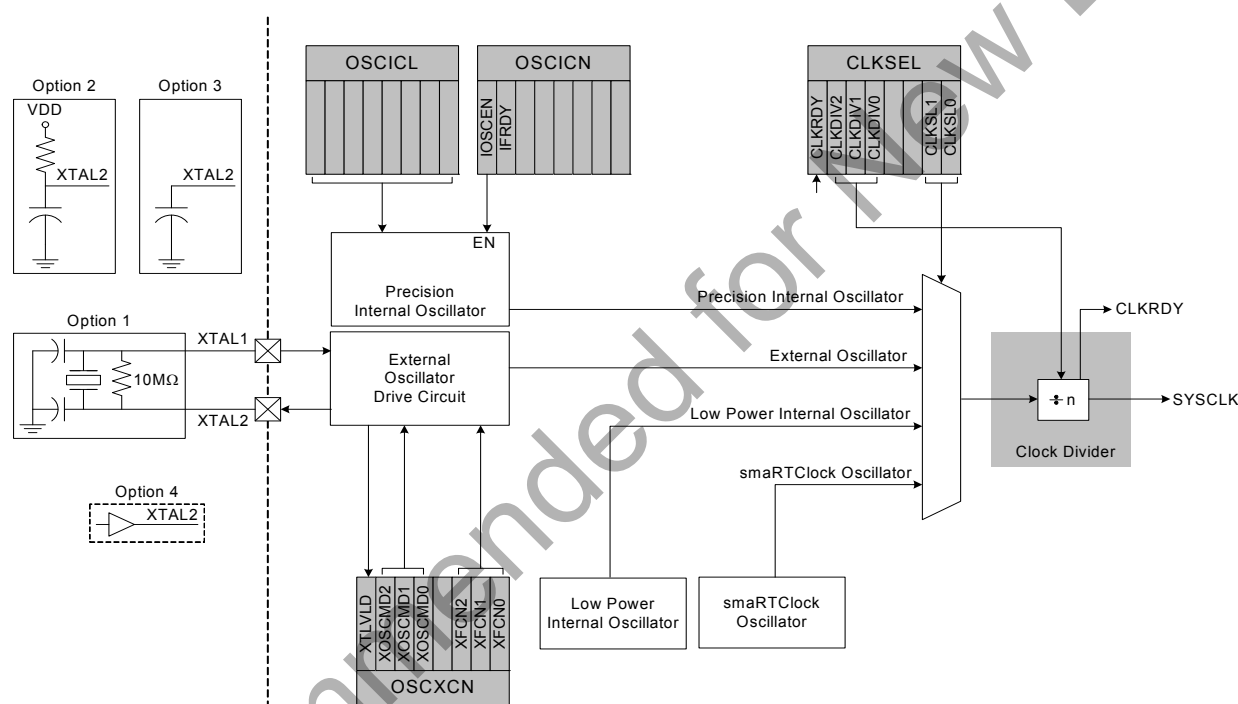 Option 2
VDD
XTAL2
Option 3
XTAL2
Option 1
10MΩ
XTAL1
XTAL2
Option 4
XTAL2
OSCICL
OSCICN
IOSCEN
IFRDY
CLKSEL
CLKRDY
CLKDIV2
CLKDIV1
CLKDIV0
CLKSL1
CLKSL0
EN
Precision
Internal Oscillator
External
Oscillator
Drive Circuit
Precision Internal Oscillator
External Oscillator
Low Power Internal Oscillator
smaRTClock Oscillator
CLKRDY
÷ n
SYSCLK
Clock Divider
XTLVLD
XOSCMD2
XOSCMD1
XOSCMD0
XFCN2
XFCN1
XFCN0
OSCXCN
Low Power
Internal Oscillator
smaRTClock
Oscillator
for New